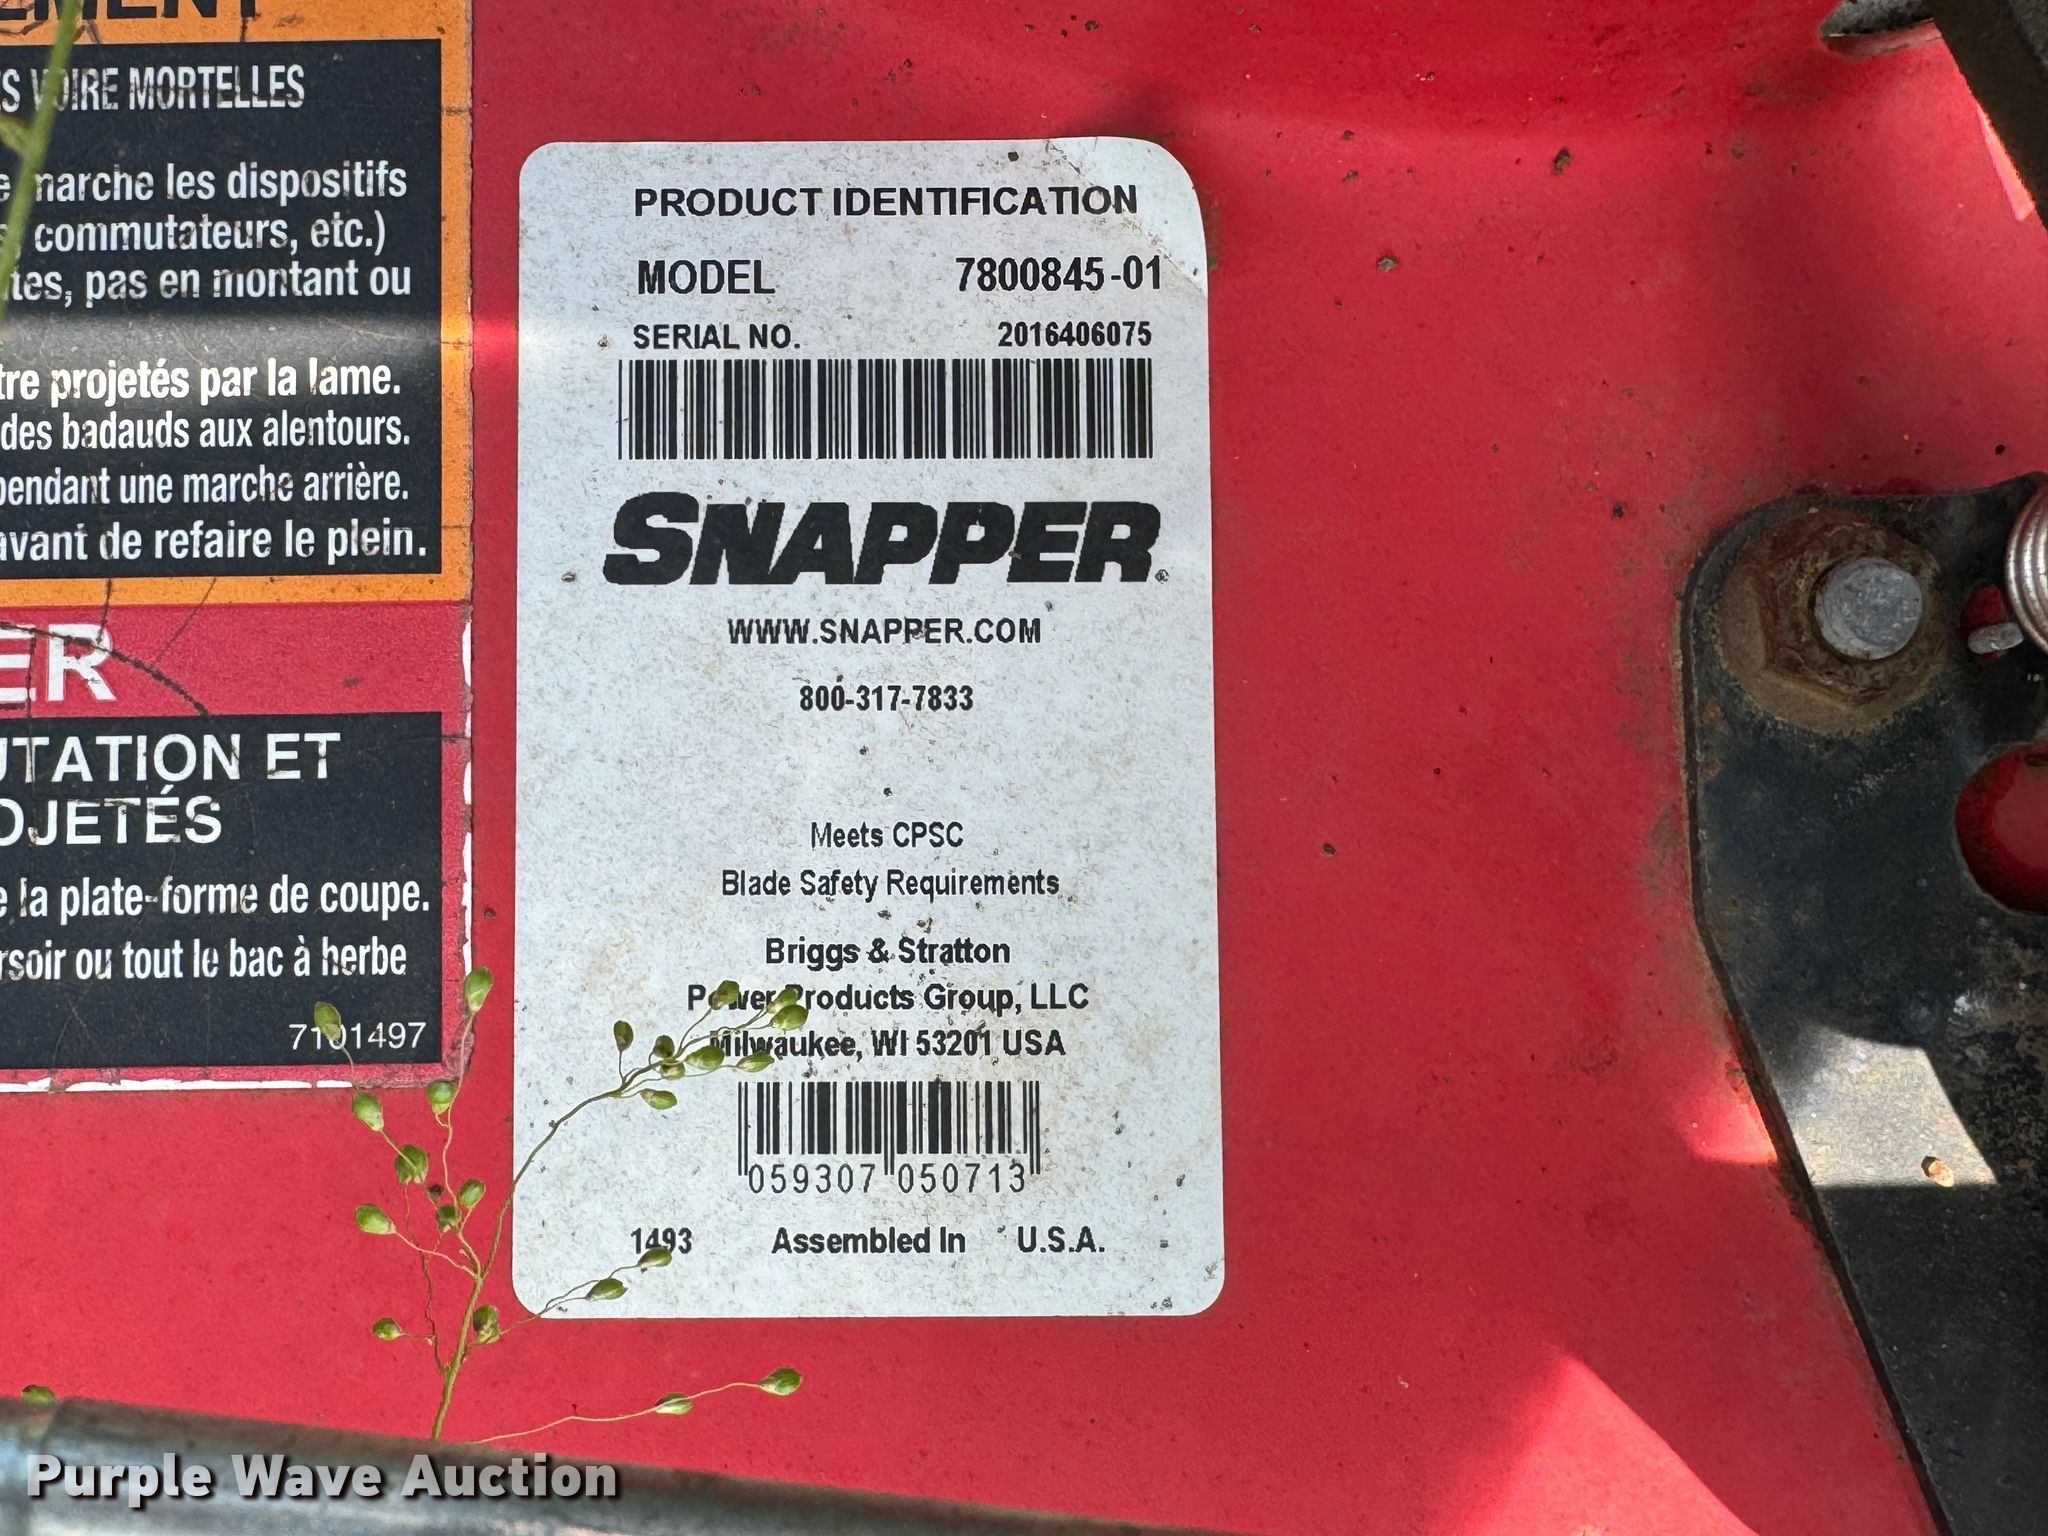 EMENT
ES VOIRE MORTELLES
marche les dispositifs
commutateurs, etc.)
pas en montant ou
projetés par la lame.
des badauds aux alentours.
pendant une marche arrière.
avant de refaire le plein.
ER
UTATION ET
OJETÉS
la plate-forme de coupe.
ou tout le bac à herbe
7101497
PRODUCT IDENTIFICATION
MODEL 7800845-01
SERIAL NO. 2016406075
SNAPPER
WWW.SNAPPER.COM
800-317-7833
Meets CPSC
Blade Safety Requirements
Briggs & Stratton
Power Products Group, LLC
Milwaukee, WI 53201 USA
059307 050713
1493 Assembled In U.S.A.
Purple Wave Auction